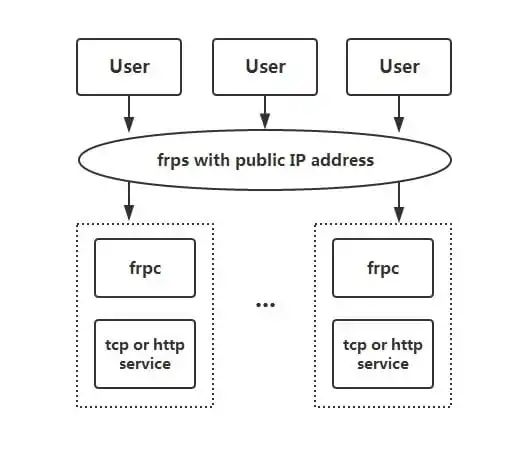 User
User
User
frps with public IP address
frpc
frpc
...
tcp or http
service
tcp or http
service